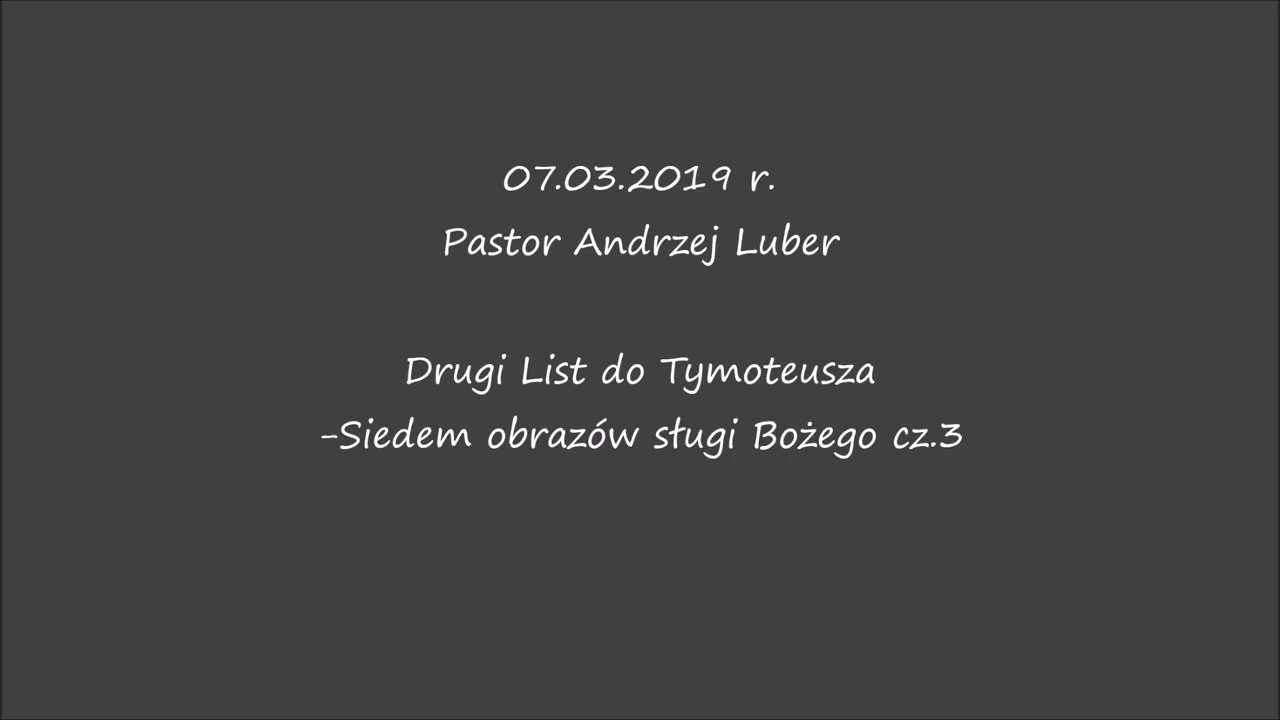 07.03.2019 r.
Pastor Andrzej Luber
Drugi List do Tymoteusza
-Siedem obrazów sługi Bożego cz.3